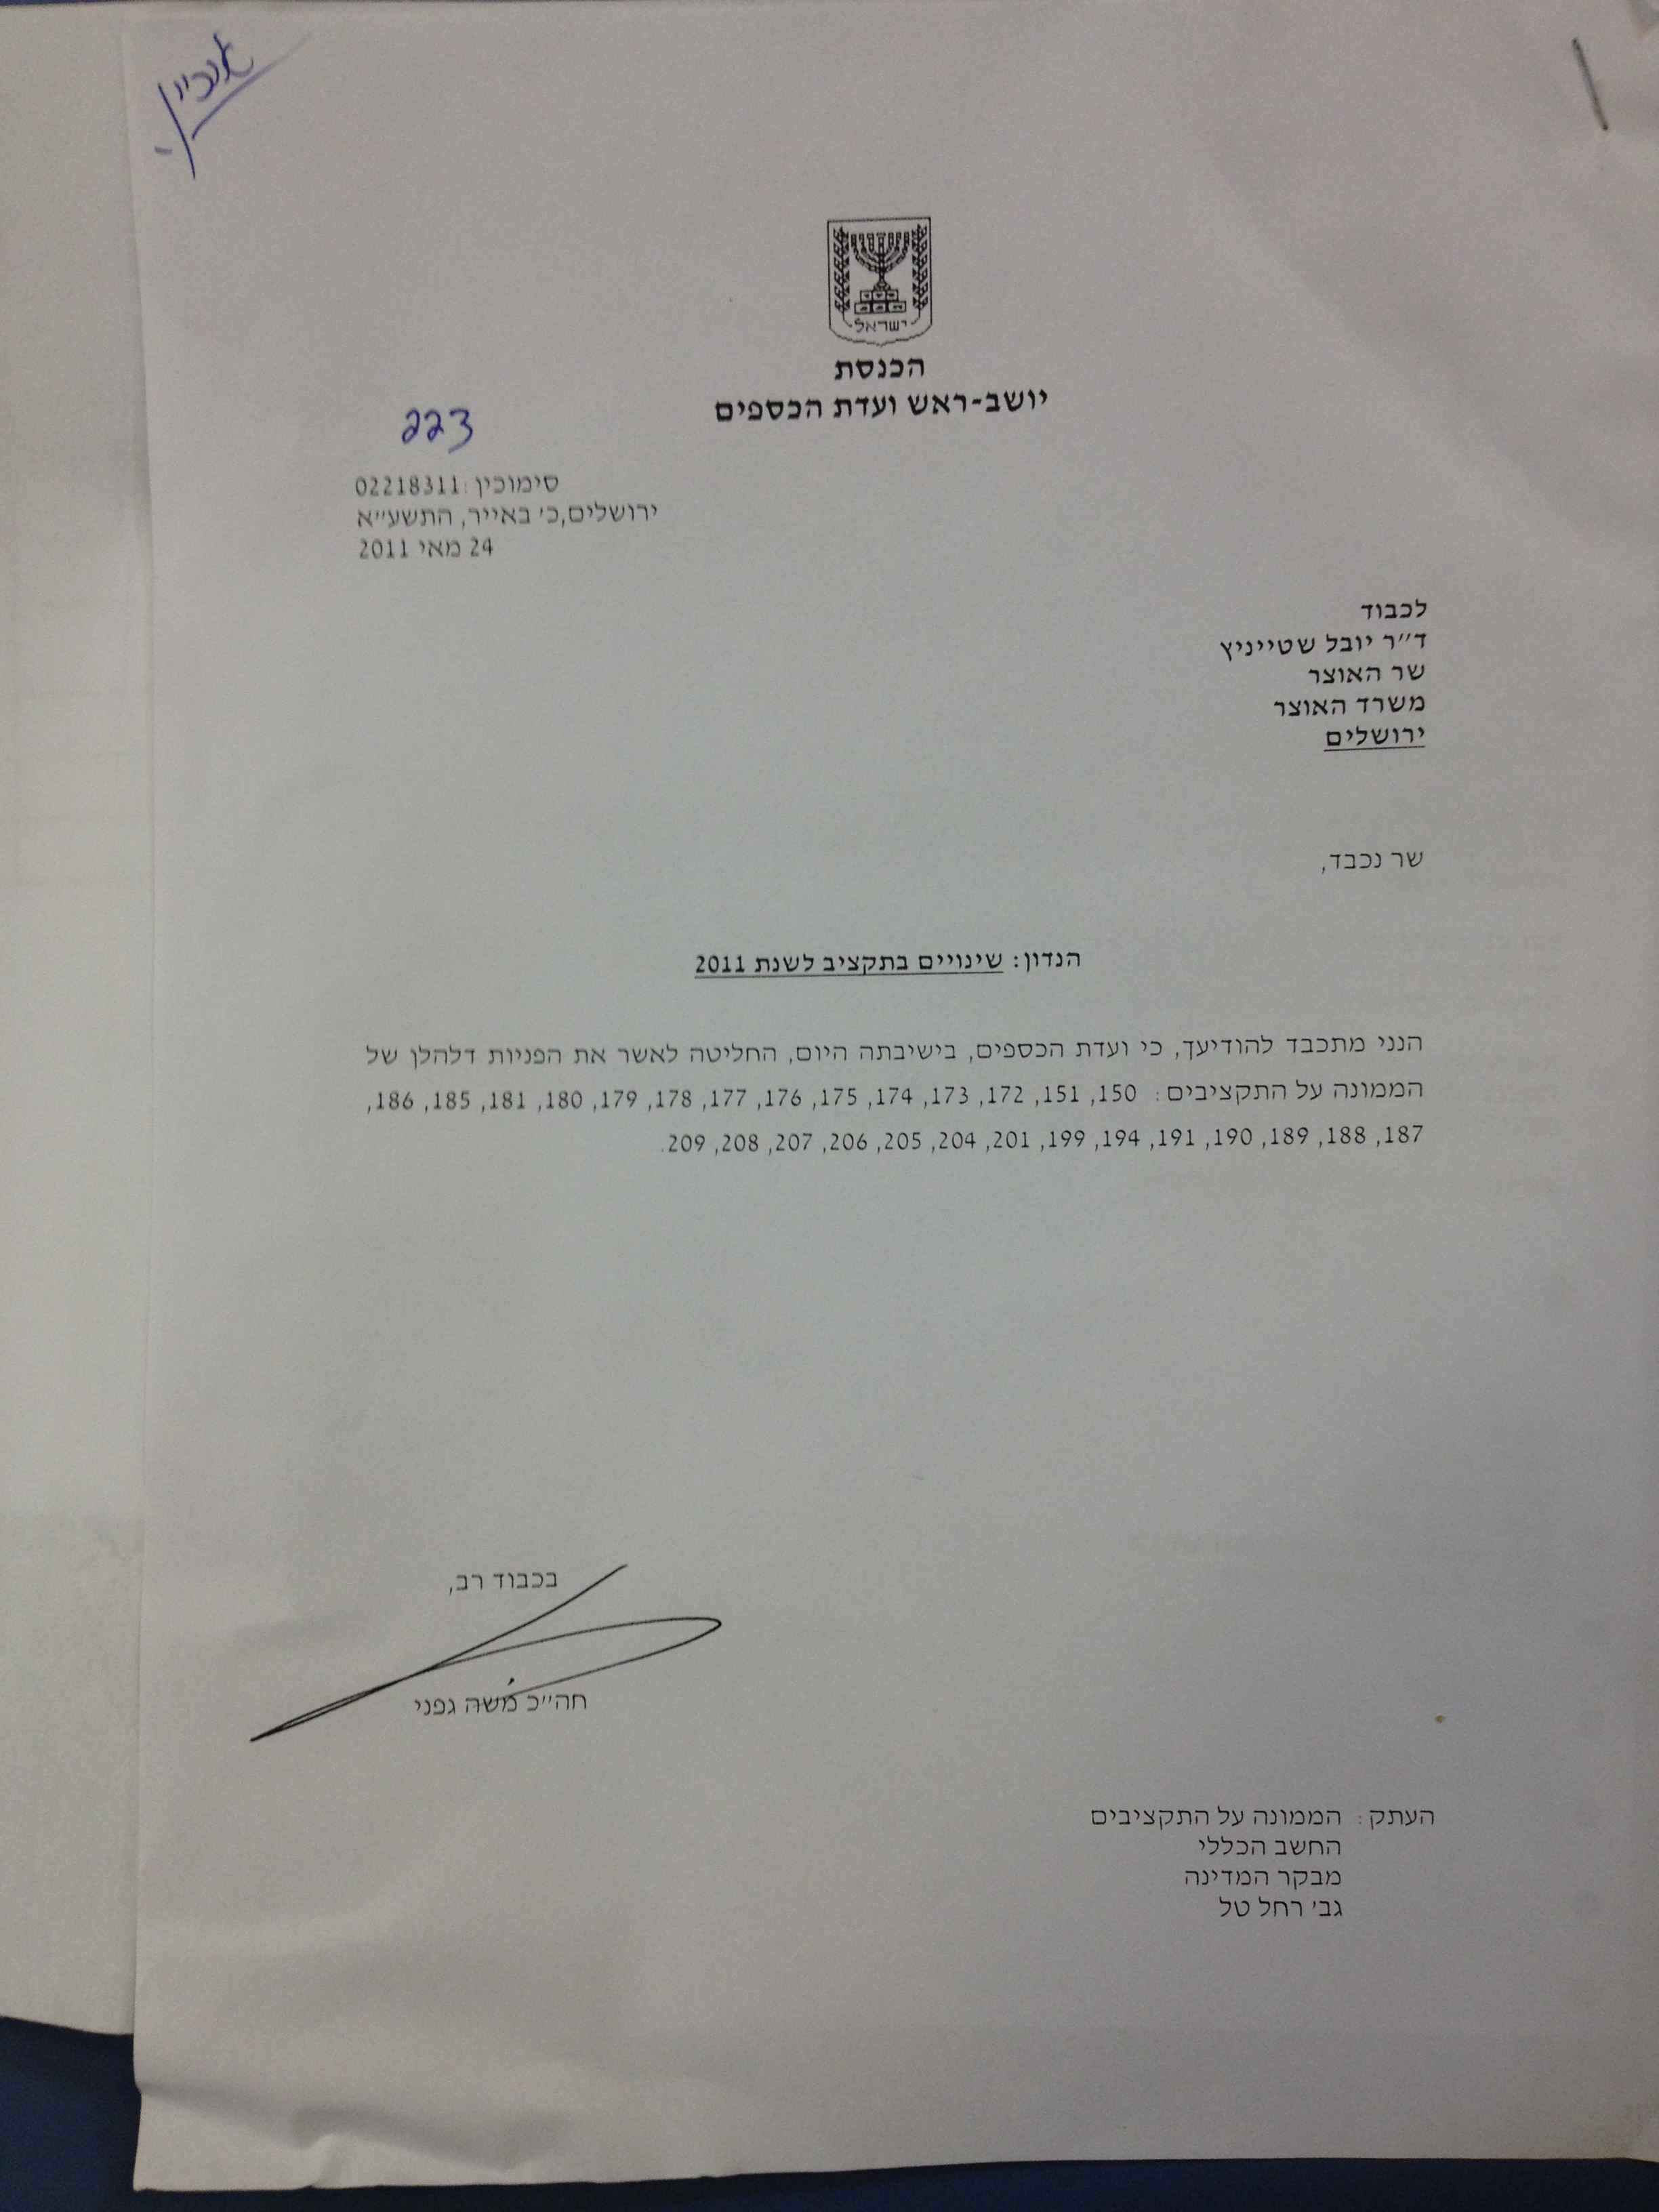 ישראל
הכנסת
יושב-ראש ועדת הכספים
223
סימוכין: 02218311
ירושלים, כ' באייר, התשע"א
24 מאי 2011
לכבוד
ד"ר יובל שטייניץ
שר האוצר
משרד האוצר
ירושלים
שר נכבד,
הנדון: שינויים בתקציב לשנת 2011
הנני מתכבד להודיעך, כי ועדת הכספים, בישיבתה היום, החליטה לאשר את הפניות דלהלן של
הממונה על התקציבים: 150, 151, 172, 173, 174, 175, 176, 177, 178, 179, 180, 181, 185, 186,
187, 188, 189, 190, 191, 194, 199, 201, 204, 205, 206, 207, 208, 209.
בכבוד רב,
חה"כ משה גפני
העתק: הממונה על התקציבים
החשב הכללי
מבקר המדינה
גב' רחל טל